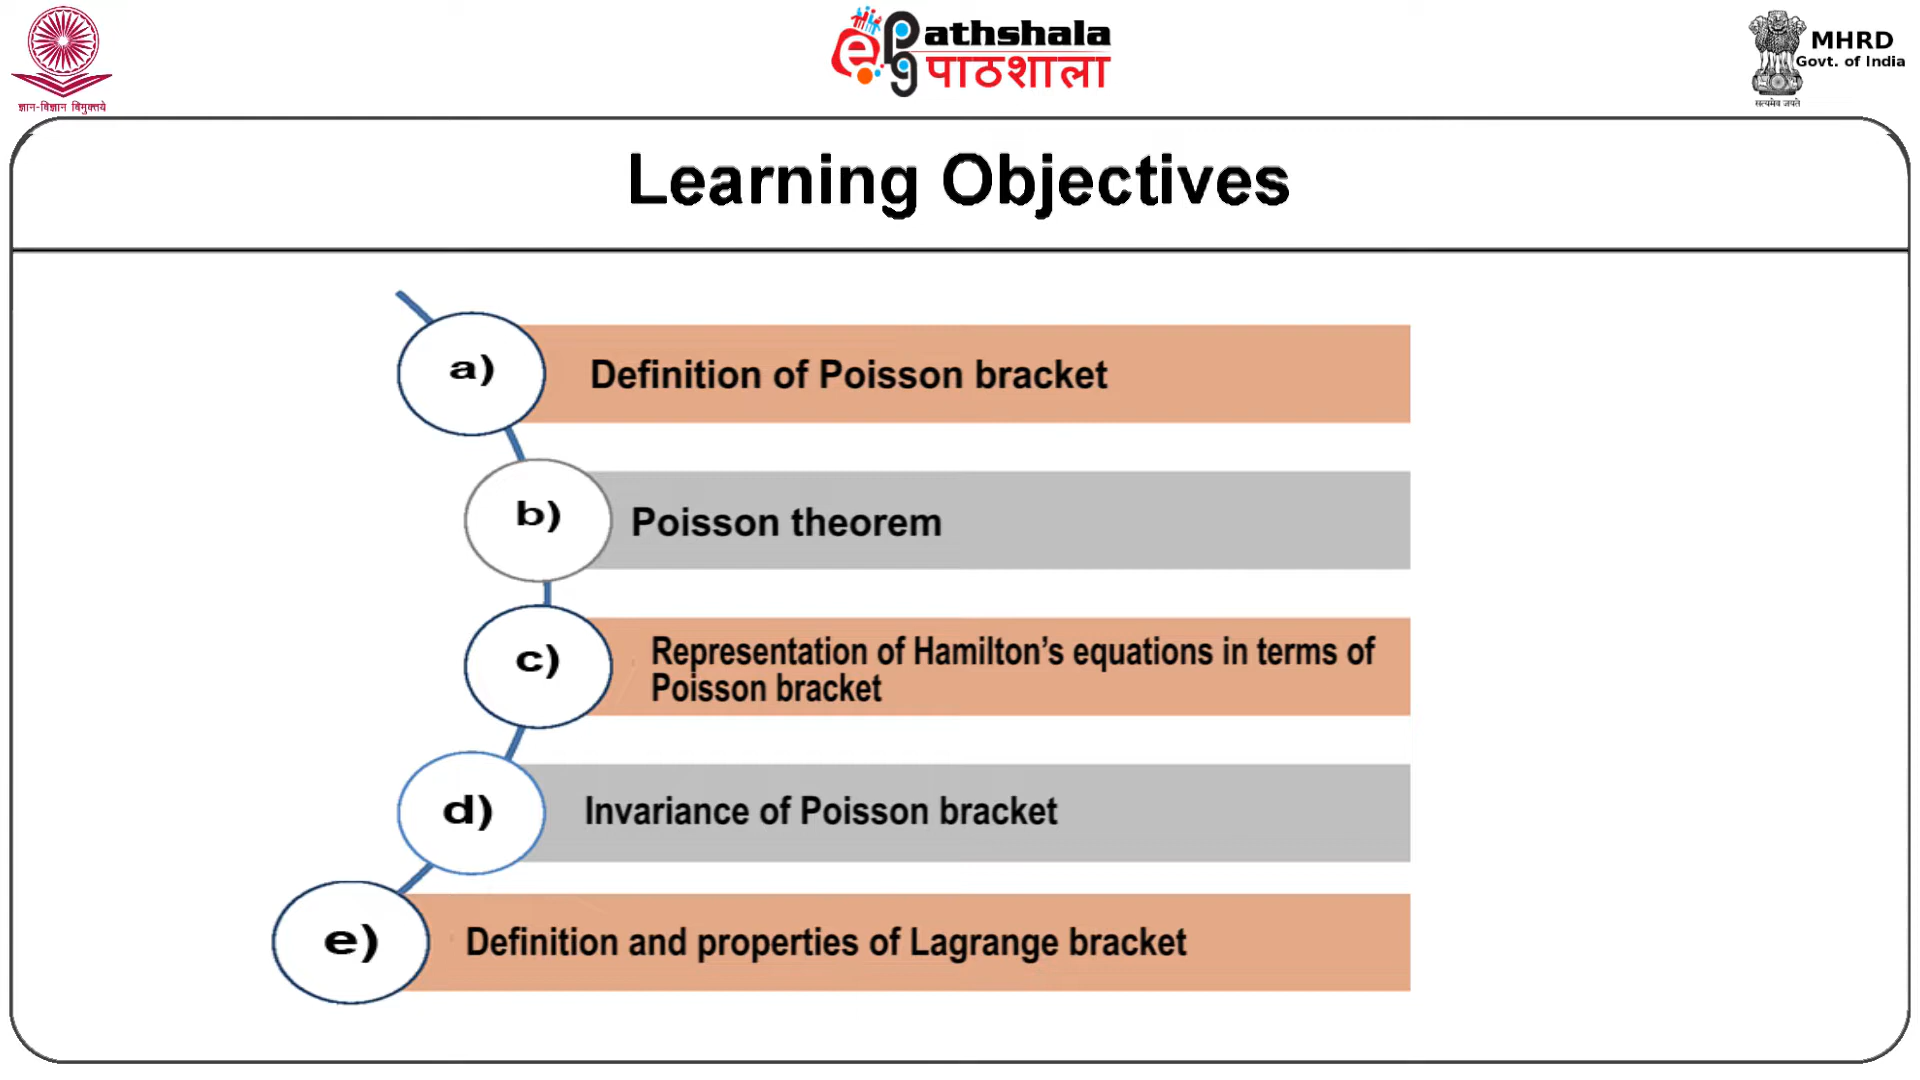 ज्ञान-विज्ञान विमुक्तये
ePG Pathshala
पाठशाला
MHRD
Govt. of India
सत्यमेव जयते
Learning Objectives
a) Definition of Poisson bracket
b) Poisson theorem
c) Representation of Hamilton's equations in terms of
Poisson bracket
d) Invariance of Poisson bracket
e) Definition and properties of Lagrange bracket